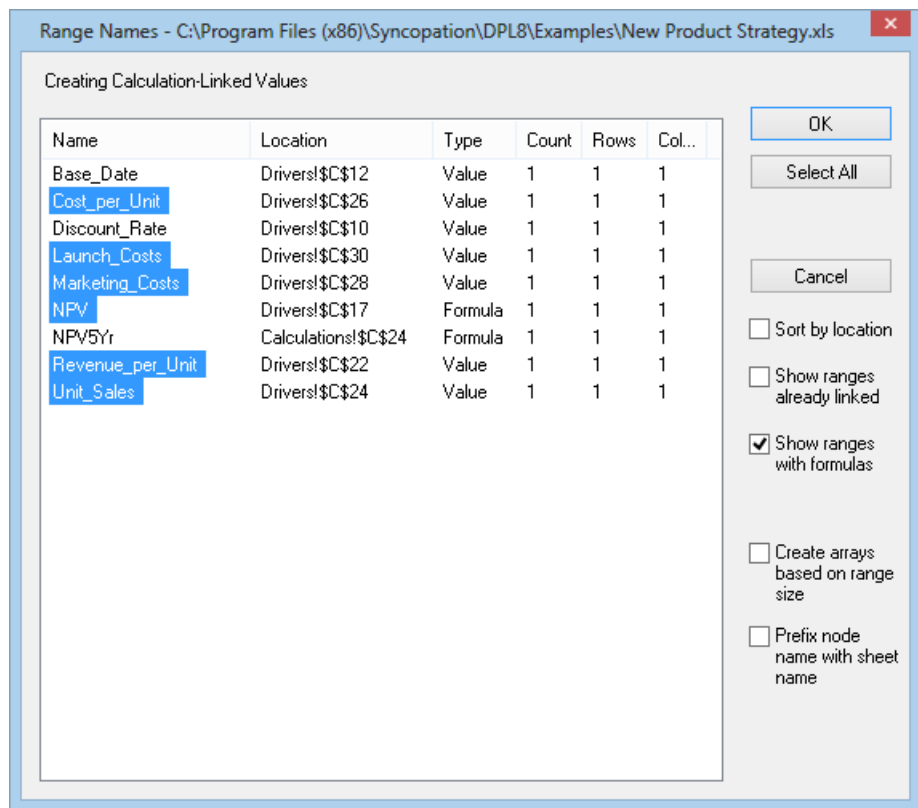 Range Names - C:\Program Files (x86)\Syncopation\DPL8\Examples\New Product Strategy.xls
Creating Calculation-Linked Values
Name Location Type Count Rows Col...
Base_Date Drivers!$C$12 Value 1 1 1
Cost_per_Unit Drivers!$C$26 Value 1 1 1
Discount_Rate Drivers!$C$10 Value 1 1 1
Launch_Costs Drivers!$C$30 Value 1 1 1
Marketing_Costs Drivers!$C$28 Value 1 1 1
NPV Drivers!$C$17 Formula 1 1 1
NPV5Yr Calculations!$C$24 Formula 1 1 1
Revenue_per_Unit Drivers!$C$22 Value 1 1 1
Unit_Sales Drivers!$C$24 Value 1 1 1
OK
Select All
Cancel
Sort by location
Show ranges
already linked
Show ranges
with formulas
Create arrays
based on range
size
Prefix node
name with sheet
name